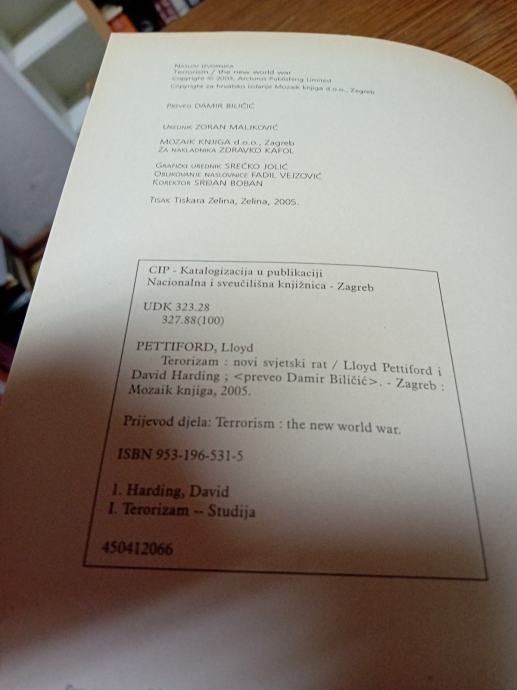 NASLOV IZVORNIKA
Terrorism / the new world war
Copyright © 2003, Arcturus Publishing Limited
Copyright za hrvatsko izdanje Mozaik knjiga d.o.o., Zagreb
PREVEO DAMIR BILIČIĆ
UREDNIK ZORAN MALJKOVIĆ
MOZAIK KNJIGA d.o.o., Zagreb
ZA NAKLADNIKA ZDRAVKO KAFOL
GRAFIČKI UREDNIK SREĆKO JOLIĆ
OBLIKOVANJE NASLOVNICE FADIL VEJZOVIĆ
KOREKTOR SRĐAN BOBAN
TISAK Tiskara Zelina, Zelina, 2005.
CIP - Katalogizacija u publikaciji
Nacionalna i sveučilišna knjižnica - Zagreb
UDK 323.28
327.88(100)
PETTIFORD, Lloyd
Terorizam : novi svjetski rat / Lloyd Pettiford i
David Harding ; <preveo Damir Biličić>. - Zagreb :
Mozaik knjiga, 2005.
Prijevod djela: Terrorism : the new world war.
ISBN 953-196-531-5
1. Harding, David
I. Terorizam -- Studija
450412066